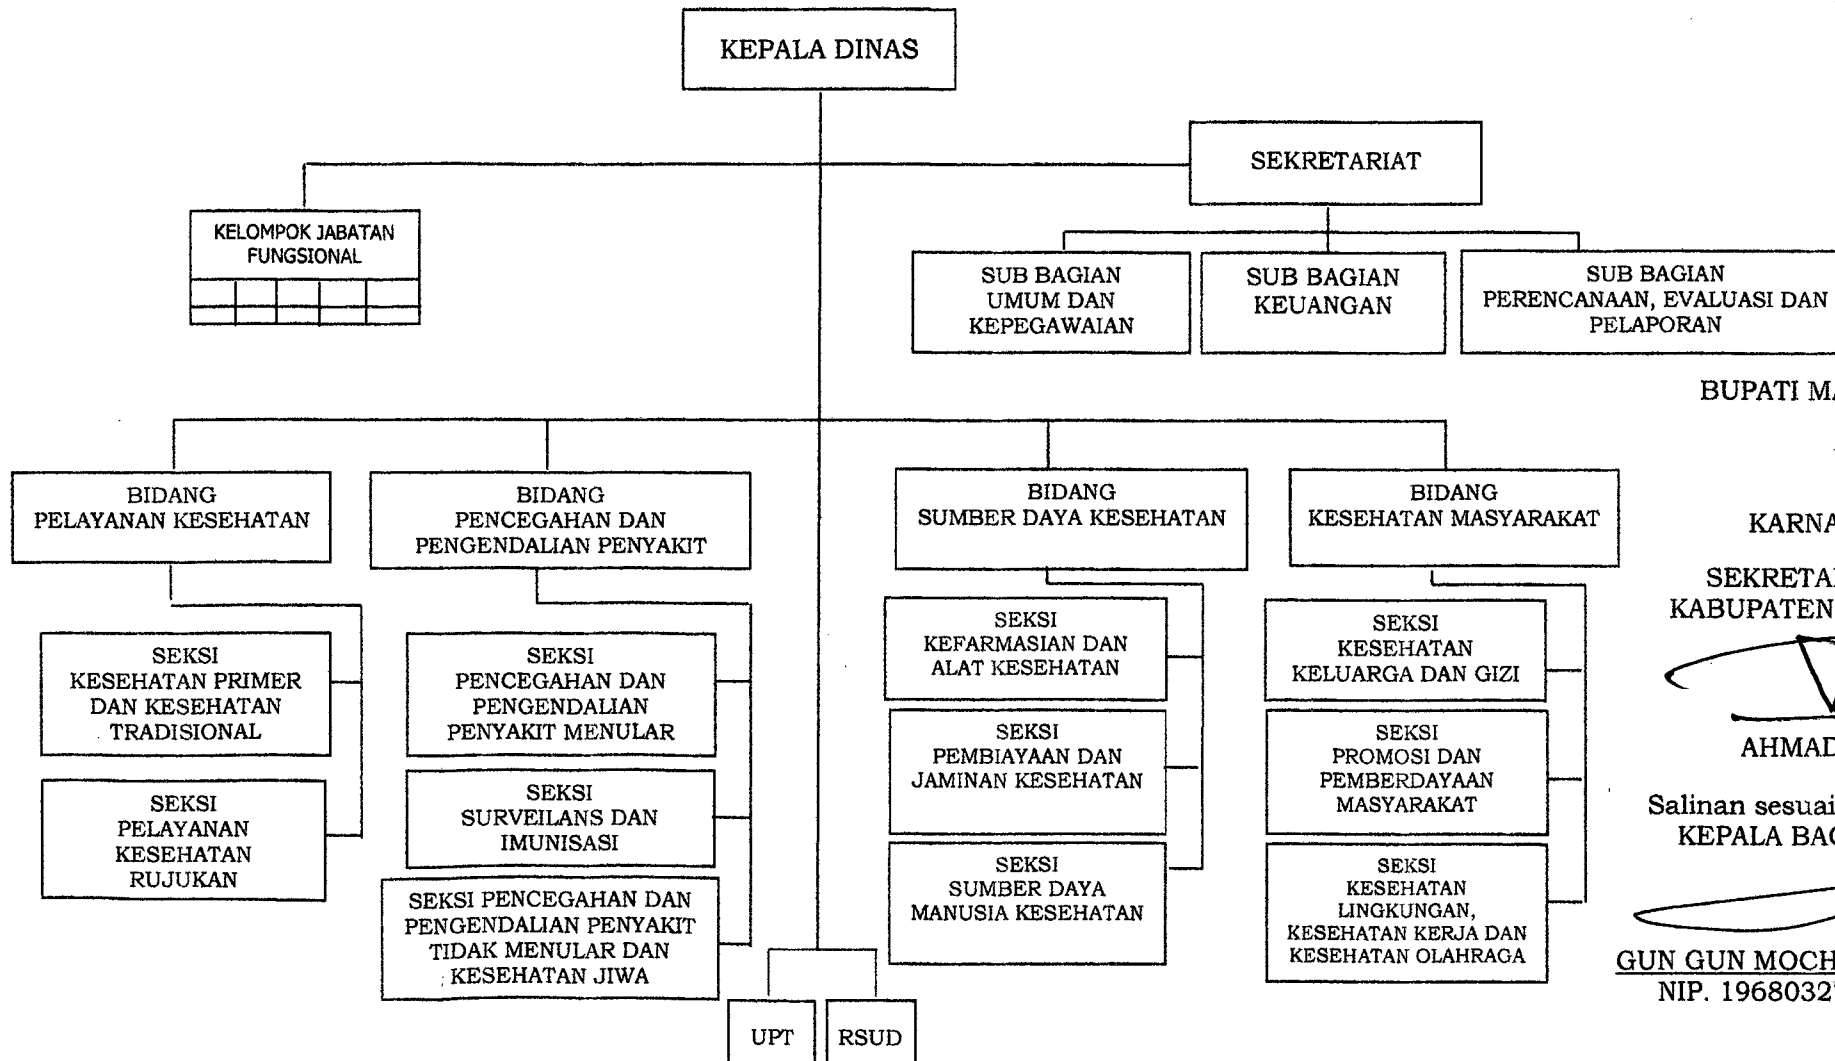 KEPALA DINAS
SEKRETARIAT
KELOMPOK JABATAN
FUNGSIONAL
SUB BAGIAN
UMUM DAN
KEPEGAWAIAN
SUB BAGIAN
KEUANGAN
SUB BAGIAN
PERENCANAAN, EVALUASI DAN
PELAPORAN
BIDANG
PELAYANAN KESEHATAN
BIDANG
PENCEGAHAN DAN
PENGENDALIAN PENYAKIT
BIDANG
SUMBER DAYA KESEHATAN
BIDANG
KESEHATAN MASYARAKAT
SEKSI
KESEHATAN PRIMER
DAN KESEHATAN
TRADISIONAL
SEKSI
PELAYANAN
KESEHATAN
RUJUKAN
SEKSI
PENCEGAHAN DAN
PENGENDALIAN
PENYAKIT MENULAR
SEKSI
SURVEILANS DAN
IMUNISASI
SEKSI PENCEGAHAN DAN
PENGENDALIAN PENYAKIT
TIDAK MENULAR DAN
KESEHATAN JIWA
SEKSI
KEFARMASIAN DAN
ALAT KESEHATAN
SEKSI
PEMBIAYAAN DAN
JAMINAN KESEHATAN
SEKSI
SUMBER DAYA
MANUSIA KESEHATAN
SEKSI
KESEHATAN
KELUARGA DAN GIZI
SEKSI
PROMOSI DAN
PEMBERDAYAAN
MASYARAKAT
SEKSI
KESEHATAN
LINGKUNGAN,
KESEHATAN KERJA DAN
KESEHATAN OLAHRAGA
UPT
RSUD
BUPATI MA
KARNA
SEKRETA
KABUPATEN
AHMAD
Salinan sesuai
KEPALA BAG
GUN GUN MOCH
NIP. 1968032